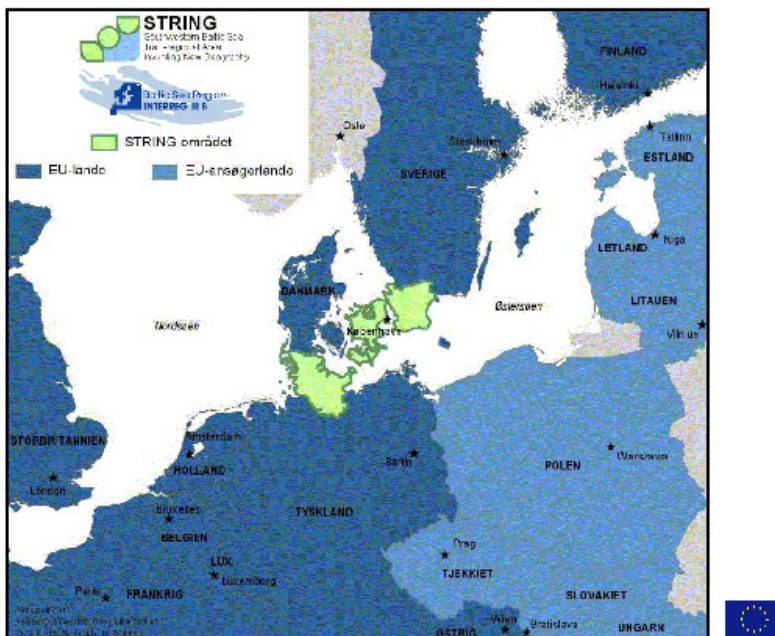 STRING
Southwestern Baltic Sea
Area
Inventing New Geography
Baltic Sea Region
INTERREG III B
STRING området
EU-lande
EU-ansøgerlande
FINLAND
Helsinki
Oslo
Stockholm
Tallinn
ESTLAND
SVERIGE
LETLAND
Riga
DANMARK
LITAUEN
København
Østersøen
Nordsøen
Vilnius
STORBRITANNIEN
Amsterdam
HOLLAND
Berlin
POLEN
Warszawa
London
Bruxelles
BELGIEN
TYSKLAND
LUX
Luxemburg
Prag
TJEKKIET
Paris
FRANKRIG
SLOVAKIET
ØSTRIG
Wien
Bratislava
UNGARN